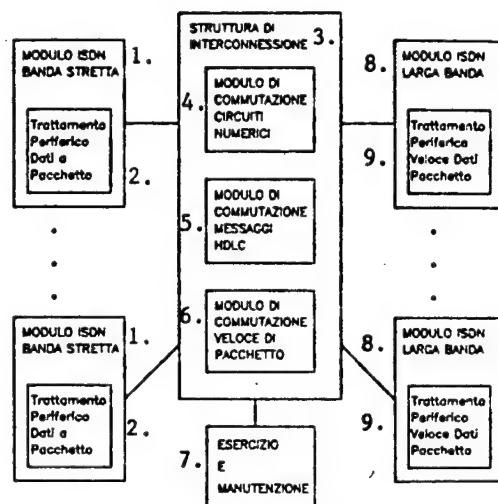 MODULO ISDN
BANDA STRETTA
1.
Trattamento
Periferico
Dati a
Pacchetto
2.
STRUTTURA DI
INTERCONNESSIONE
3.
4.
MODULO DI
COMMUTAZIONE
CIRCUITI
NUMERICI
5.
MODULO DI
COMMUTAZIONE
MESSAGGI
HDLC
6.
MODULO DI
COMMUTAZIONE
VELOCE DI
PACCHETTO
8.
MODULO ISDN
LARGA BANDA
9.
Trattamento
Periferica
Veloce Dati
Pacchetto
MODULO ISDN
BANDA STRETTA
1.
Trattamento
Periferico
Dati a
Pacchetto
2.
7.
ESERCIZIO
E
MANUTENZIONE
8.
MODULO ISDN
LARGA BANDA
9.
Trattamento
Periferico
Veloce Dati
Pacchetto